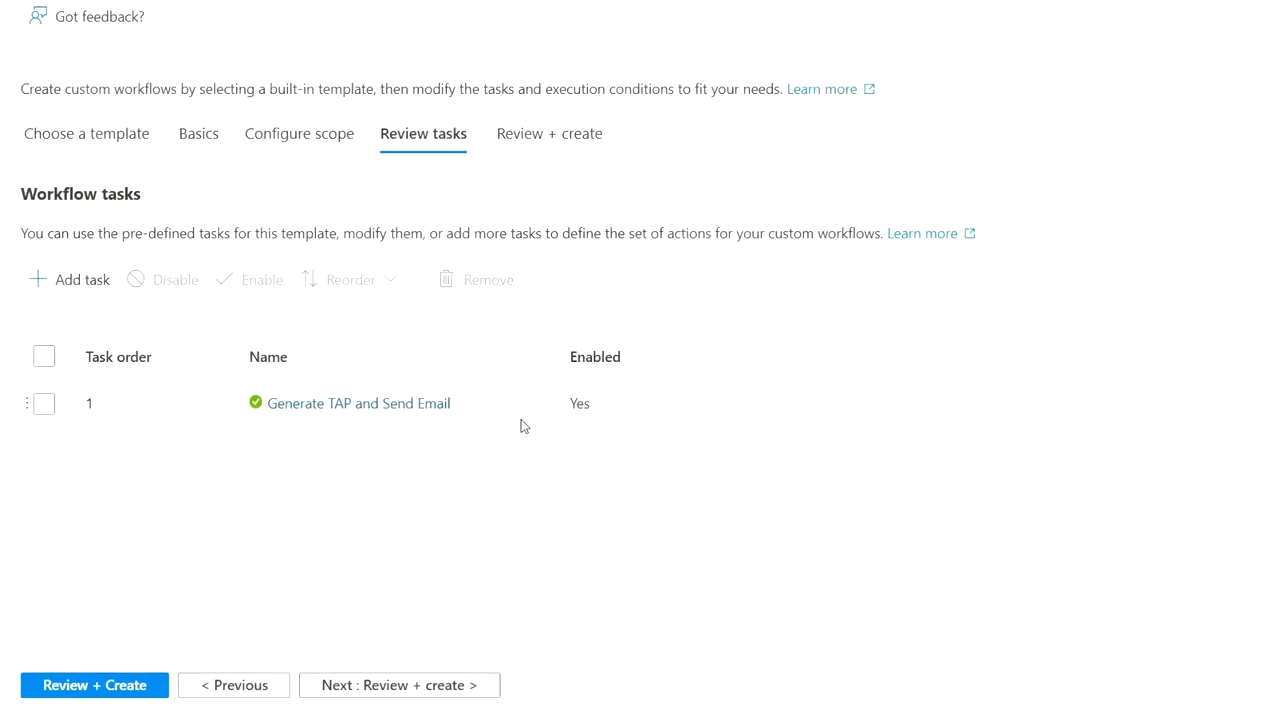 Got feedback?
Create custom workflows by selecting a built-in template, then modify the tasks and execution conditions to fit your needs. Learn more
Choose a template Basics Configure scope Review tasks Review + create
Workflow tasks
You can use the pre-defined tasks for this template, modify them, or add more tasks to define the set of actions for your custom workflows. Learn more
Add task Disable Enable Reorder Remove
Task order Name Enabled
1 Generate TAP and Send Email Yes
Review + Create < Previous Next : Review + create >